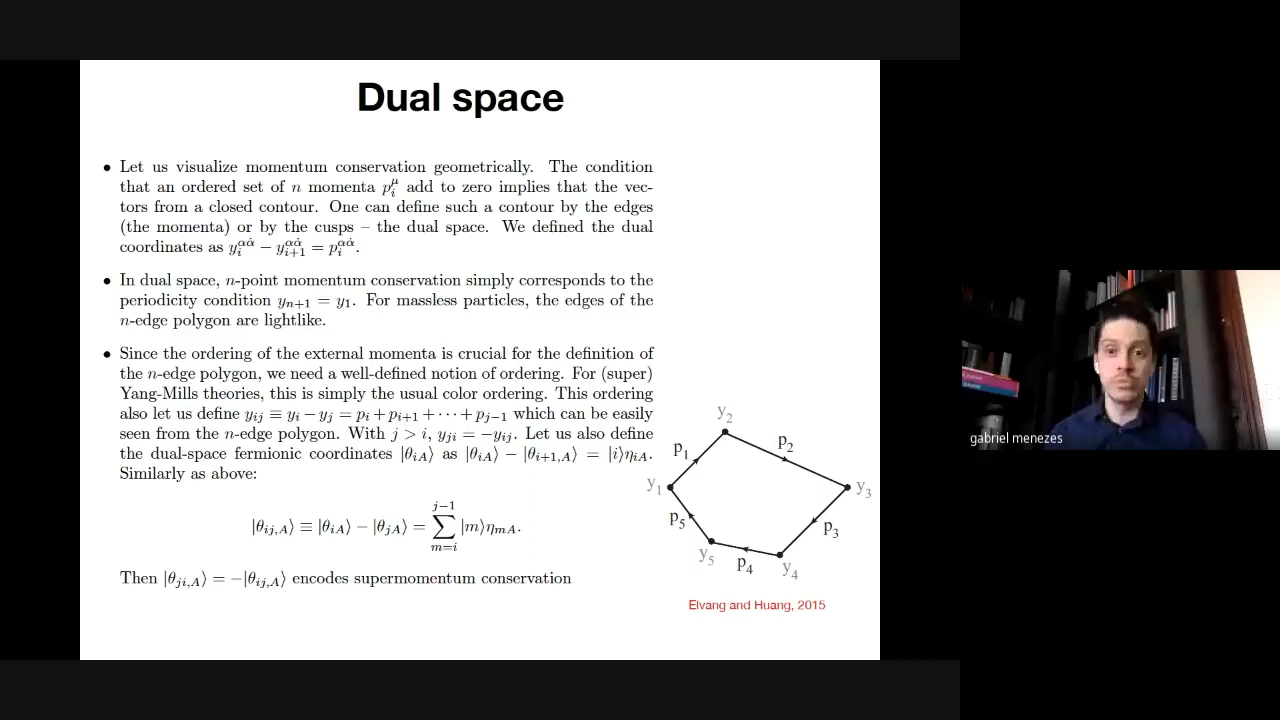 Dual space
• Let us visualize momentum conservation geometrically. The condition
that an ordered set of n momenta p_i^μ add to zero implies that the vec-
tors from a closed contour. One can define such a contour by the edges
(the momenta) or by the cusps – the dual space. We defined the dual
coordinates as y_i^{αα̇} − y_{i+1}^{αα̇} = p_i^{αα̇}.
• In dual space, n-point momentum conservation simply corresponds to the
periodicity condition y_{n+1} = y_1. For massless particles, the edges of the
n-edge polygon are lightlike.
• Since the ordering of the external momenta is crucial for the definition of
the n-edge polygon, we need a well-defined notion of ordering. For (super)
Yang-Mills theories, this is simply the usual color ordering. This ordering
also let us define y_{ij} ≡ y_i − y_j = p_i + p_{i+1} + ⋯ + p_{j−1} which can be easily
seen from the n-edge polygon. With j > i, y_{ji} = −y_{ij}. Let us also define
the dual-space fermionic coordinates |θ_{iA}⟩ as |θ_{iA}⟩ − |θ_{i+1,A}⟩ = |i⟩η_{iA}.
Similarly as above:
|θ_{ij,A}⟩ ≡ |θ_{iA}⟩ − |θ_{jA}⟩ = ∑_{m=i}^{j−1} |m⟩η_{mA}.
Then |θ_{ji,A}⟩ = −|θ_{ij,A}⟩ encodes supermomentum conservation
y_2
p_1
p_2
y_1
y_3
p_5
p_3
y_5
p_4
y_4
Elvang and Huang, 2015
gabriel menezes